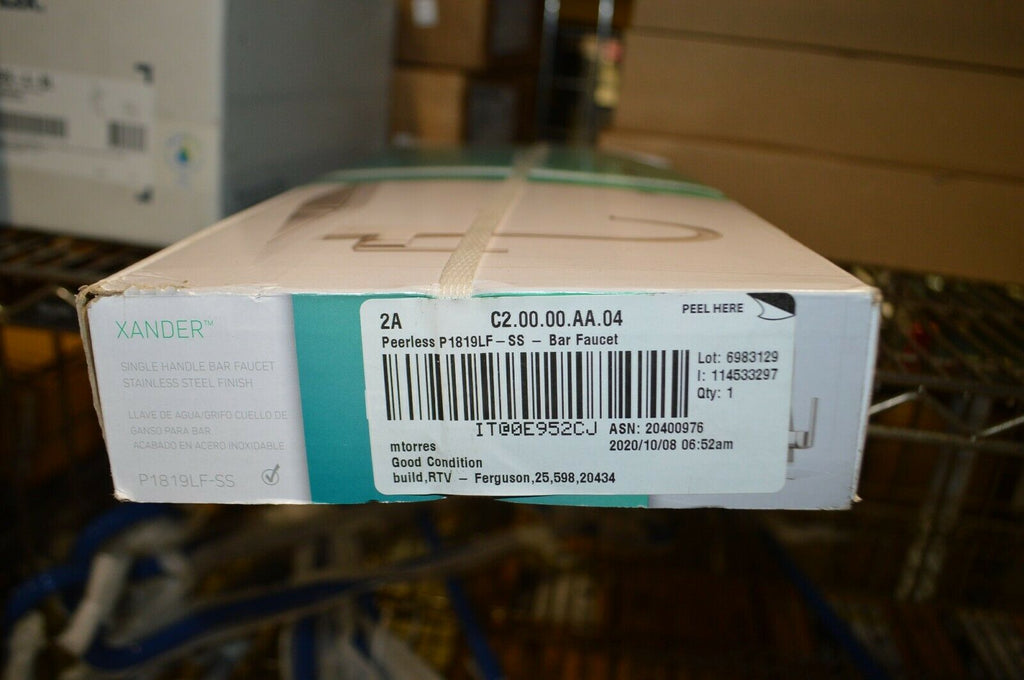 XANDER™
SINGLE HANDLE BAR FAUCET
STAINLESS STEEL FINISH
LLAVE DE AGUA/GRIFO CUELLO DE
GANSO PARA BAR
ACABADO EN ACERO INOXIDABLE
P1819LF-SS
2A C2.00.00.AA.04 PEEL HERE
Peerless P1819LF-SS - Bar Faucet
Lot: 6983129
I: 114533297
Qty: 1
IT@0E952CJ ASN: 20400976
mtorres 2020/10/08 06:52am
Good Condition
build,RTV - Ferguson,25,598,20434